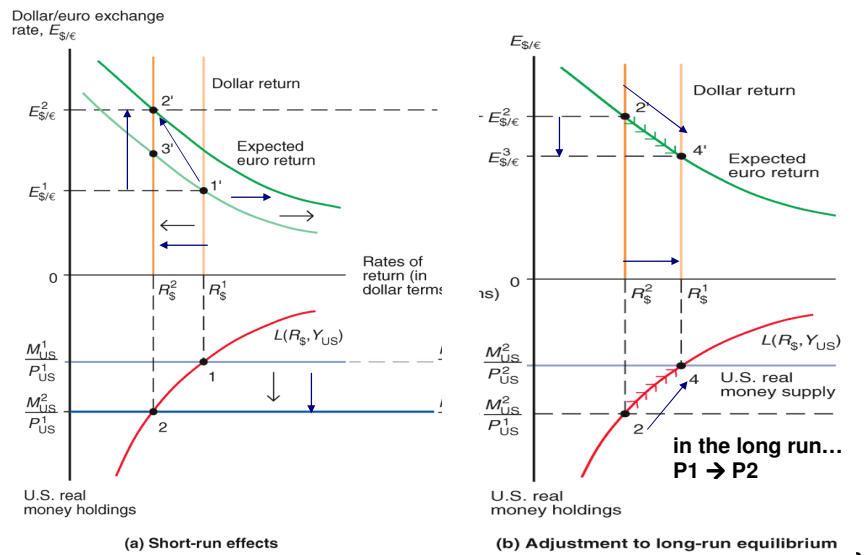 Dollar/euro exchange
rate, E$/€
E²$/€
2'
Dollar return
3'
Expected
euro return
E¹$/€
1'
0
Rates of
return (in
dollar terms
R²$
R¹$
L(R$, YUS)
M¹US
P¹US
1
M²US
P¹US
2
U.S. real
money holdings
(a) Short-run effects
E$/€
Dollar return
E²$/€
2'
E³$/€
4'
Expected
euro return
0
ns)
R²$
R¹$
L(R$, YUS)
M²US
P²US
4
U.S. real
money supply
M²US
P¹US
2
in the long run…
P1 → P2
U.S. real
money holdings
(b) Adjustment to long-run equilibrium